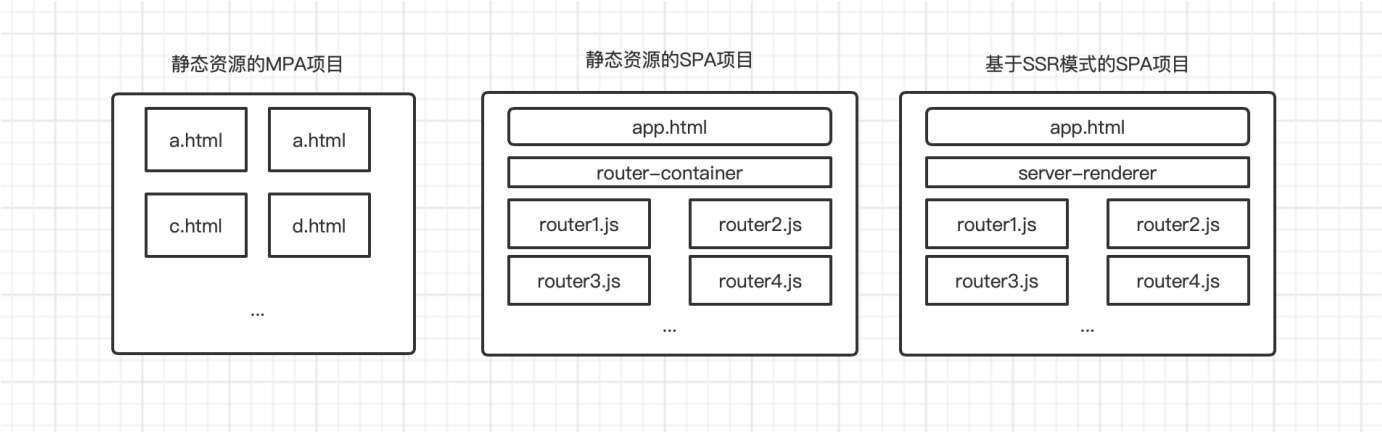 静态资源的MPA项目
a.html
a.html
c.html
d.html
...
静态资源的SPA项目
app.html
router-container
router1.js
router2.js
router3.js
router4.js
...
基于SSR模式的SPA项目
app.html
server-renderer
router1.js
router2.js
router3.js
router4.js
...